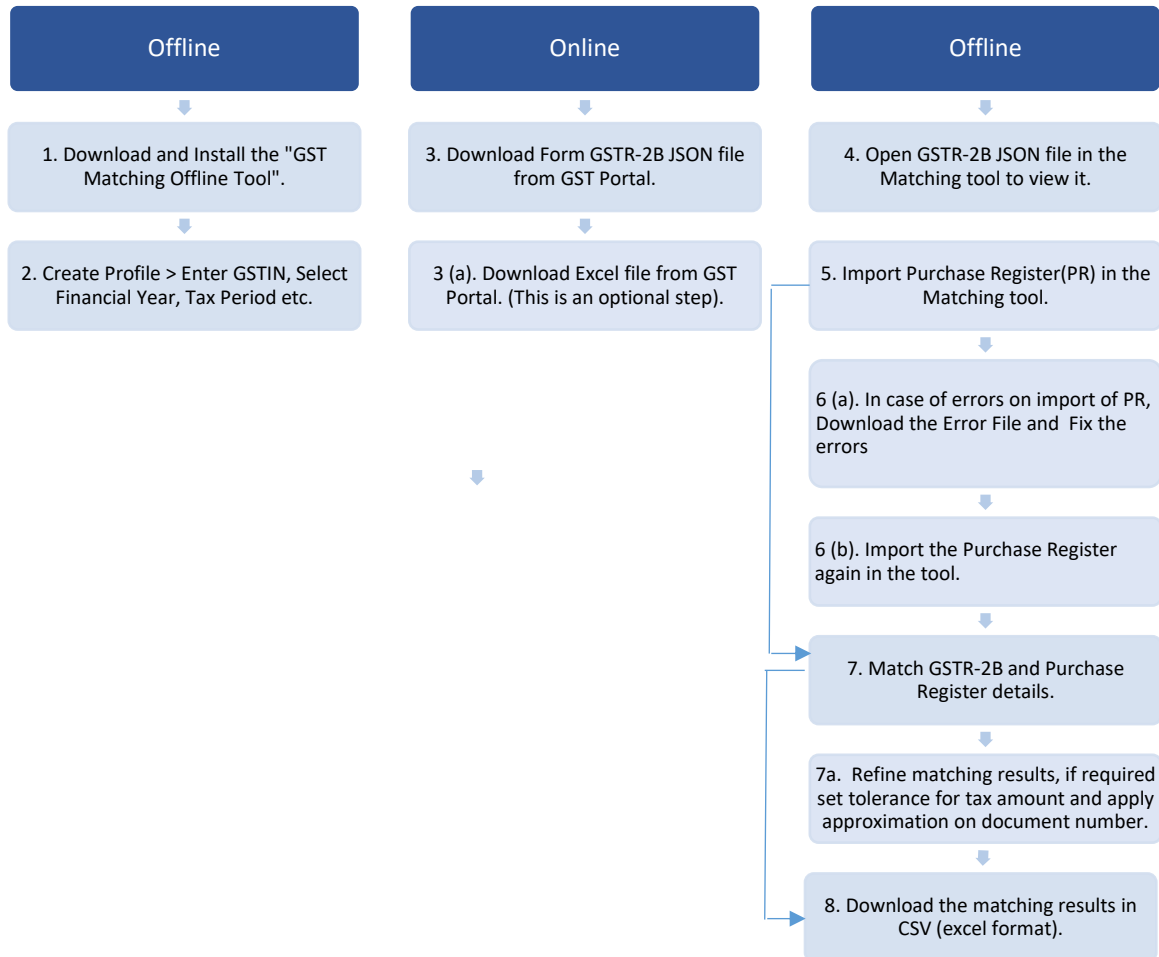 Offline
1. Download and Install the "GST
Matching Offline Tool".
2. Create Profile > Enter GSTIN, Select
Financial Year, Tax Period etc.
Online
3. Download Form GSTR-2B JSON file
from GST Portal.
3 (a). Download Excel file from GST
Portal. (This is an optional step).
Offline
4. Open GSTR-2B JSON file in the
Matching tool to view it.
5. Import Purchase Register(PR) in the
Matching tool.
6 (a). In case of errors on import of PR,
Download the Error File and  Fix the
errors
6 (b). Import the Purchase Register
again in the tool.
7. Match GSTR-2B and Purchase
Register details.
7a.  Refine matching results, if required
set tolerance for tax amount and apply
approximation on document number.
8. Download the matching results in
CSV (excel format).